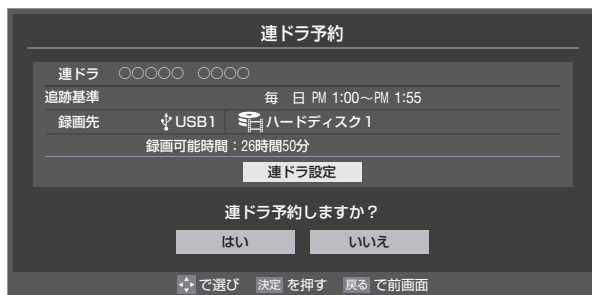 連ドラ予約
連ドラ ○○○○○ ○○○○
追跡基準 毎 日 PM 1:00～PM 1:55
録画先 USB1 ハードディスク1
録画可能時間：26時間50分
連ドラ設定
連ドラ予約しますか？
はい いいえ
で選び 決定 を押す 戻る で前画面